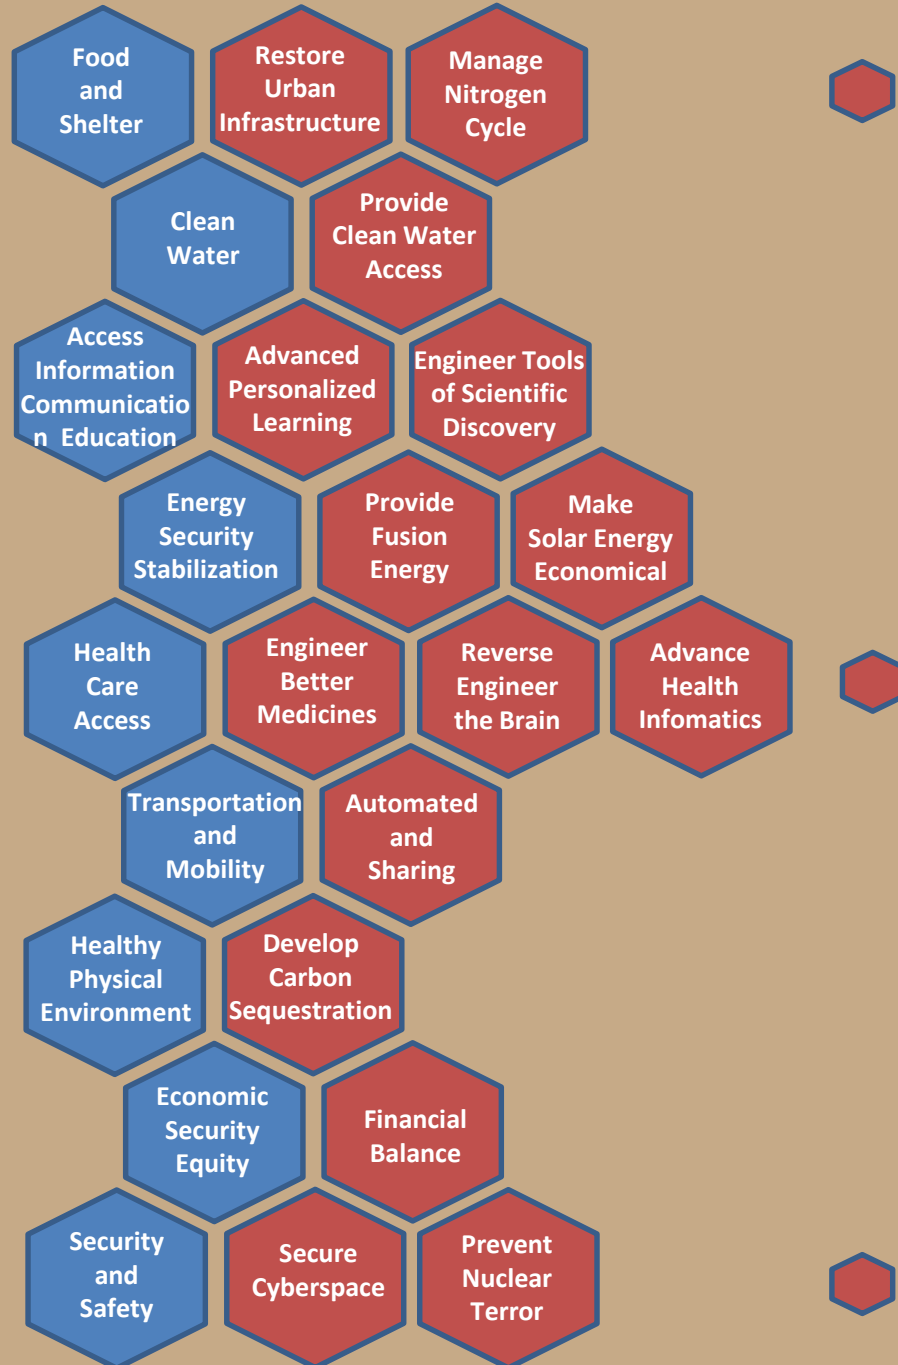 Food
and
Shelter
Restore
Urban
Infrastructure
Manage
Nitrogen
Cycle
Clean
Water
Provide
Clean Water
Access
Access
Information
Communicatio
n Education
Advanced
Personalized
Learning
Engineer Tools
of Scientific
Discovery
Energy
Security
Stabilization
Provide
Fusion
Energy
Make
Solar Energy
Economical
Health
Care
Access
Engineer
Better
Medicines
Reverse
Engineer
the Brain
Advance
Health
Infomatics
Transportation
and
Mobility
Automated
and
Sharing
Healthy
Physical
Environment
Develop
Carbon
Sequestration
Economic
Security
Equity
Financial
Balance
Security
and
Safety
Secure
Cyberspace
Prevent
Nuclear
Terror